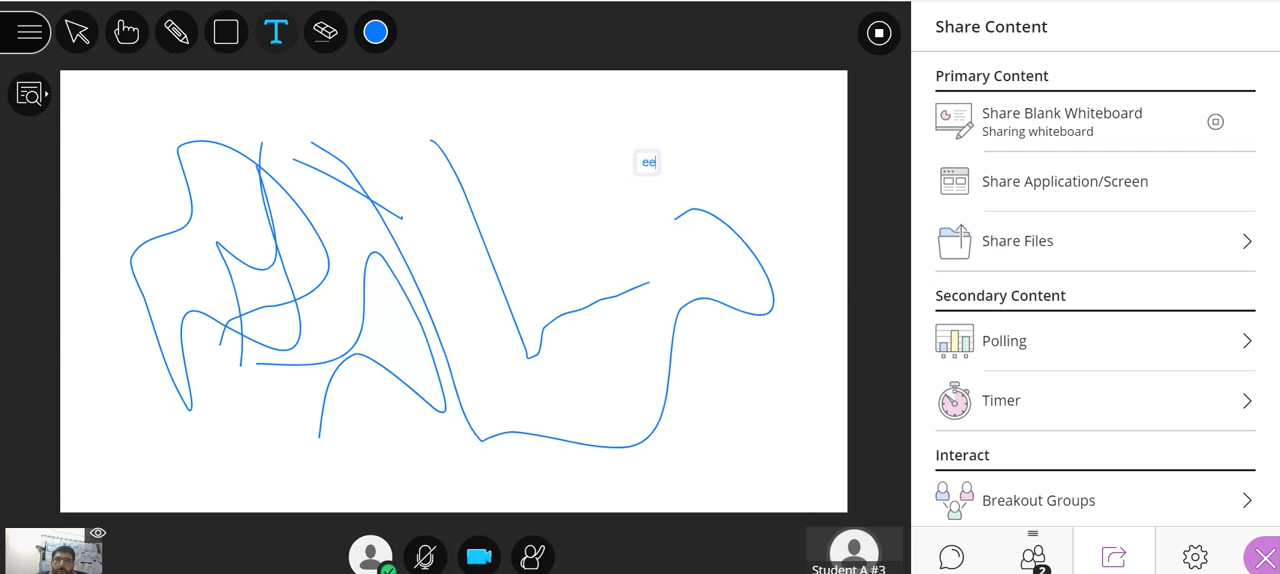 T
Share Content
Primary Content
Share Blank Whiteboard
Sharing whiteboard
ee
Share Application/Screen
Share Files
Secondary Content
Polling
Timer
Interact
Breakout Groups
Student A #3
2